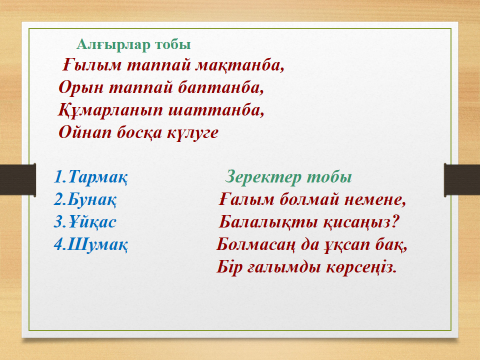 Алғырлар тобы
Ғылым таппай мақтанба,
Орын таппай баптанба,
Құмарланып шаттанба,
Ойнап босқа күлуге
1.Тармақ
2.Бунақ
3.Ұйқас
4.Шумақ
Зеректер тобы
Ғалым болмай немене,
Балалықты қисаңыз?
Болмасаң да ұқсап бақ,
Бір ғалымды көрсеңіз.